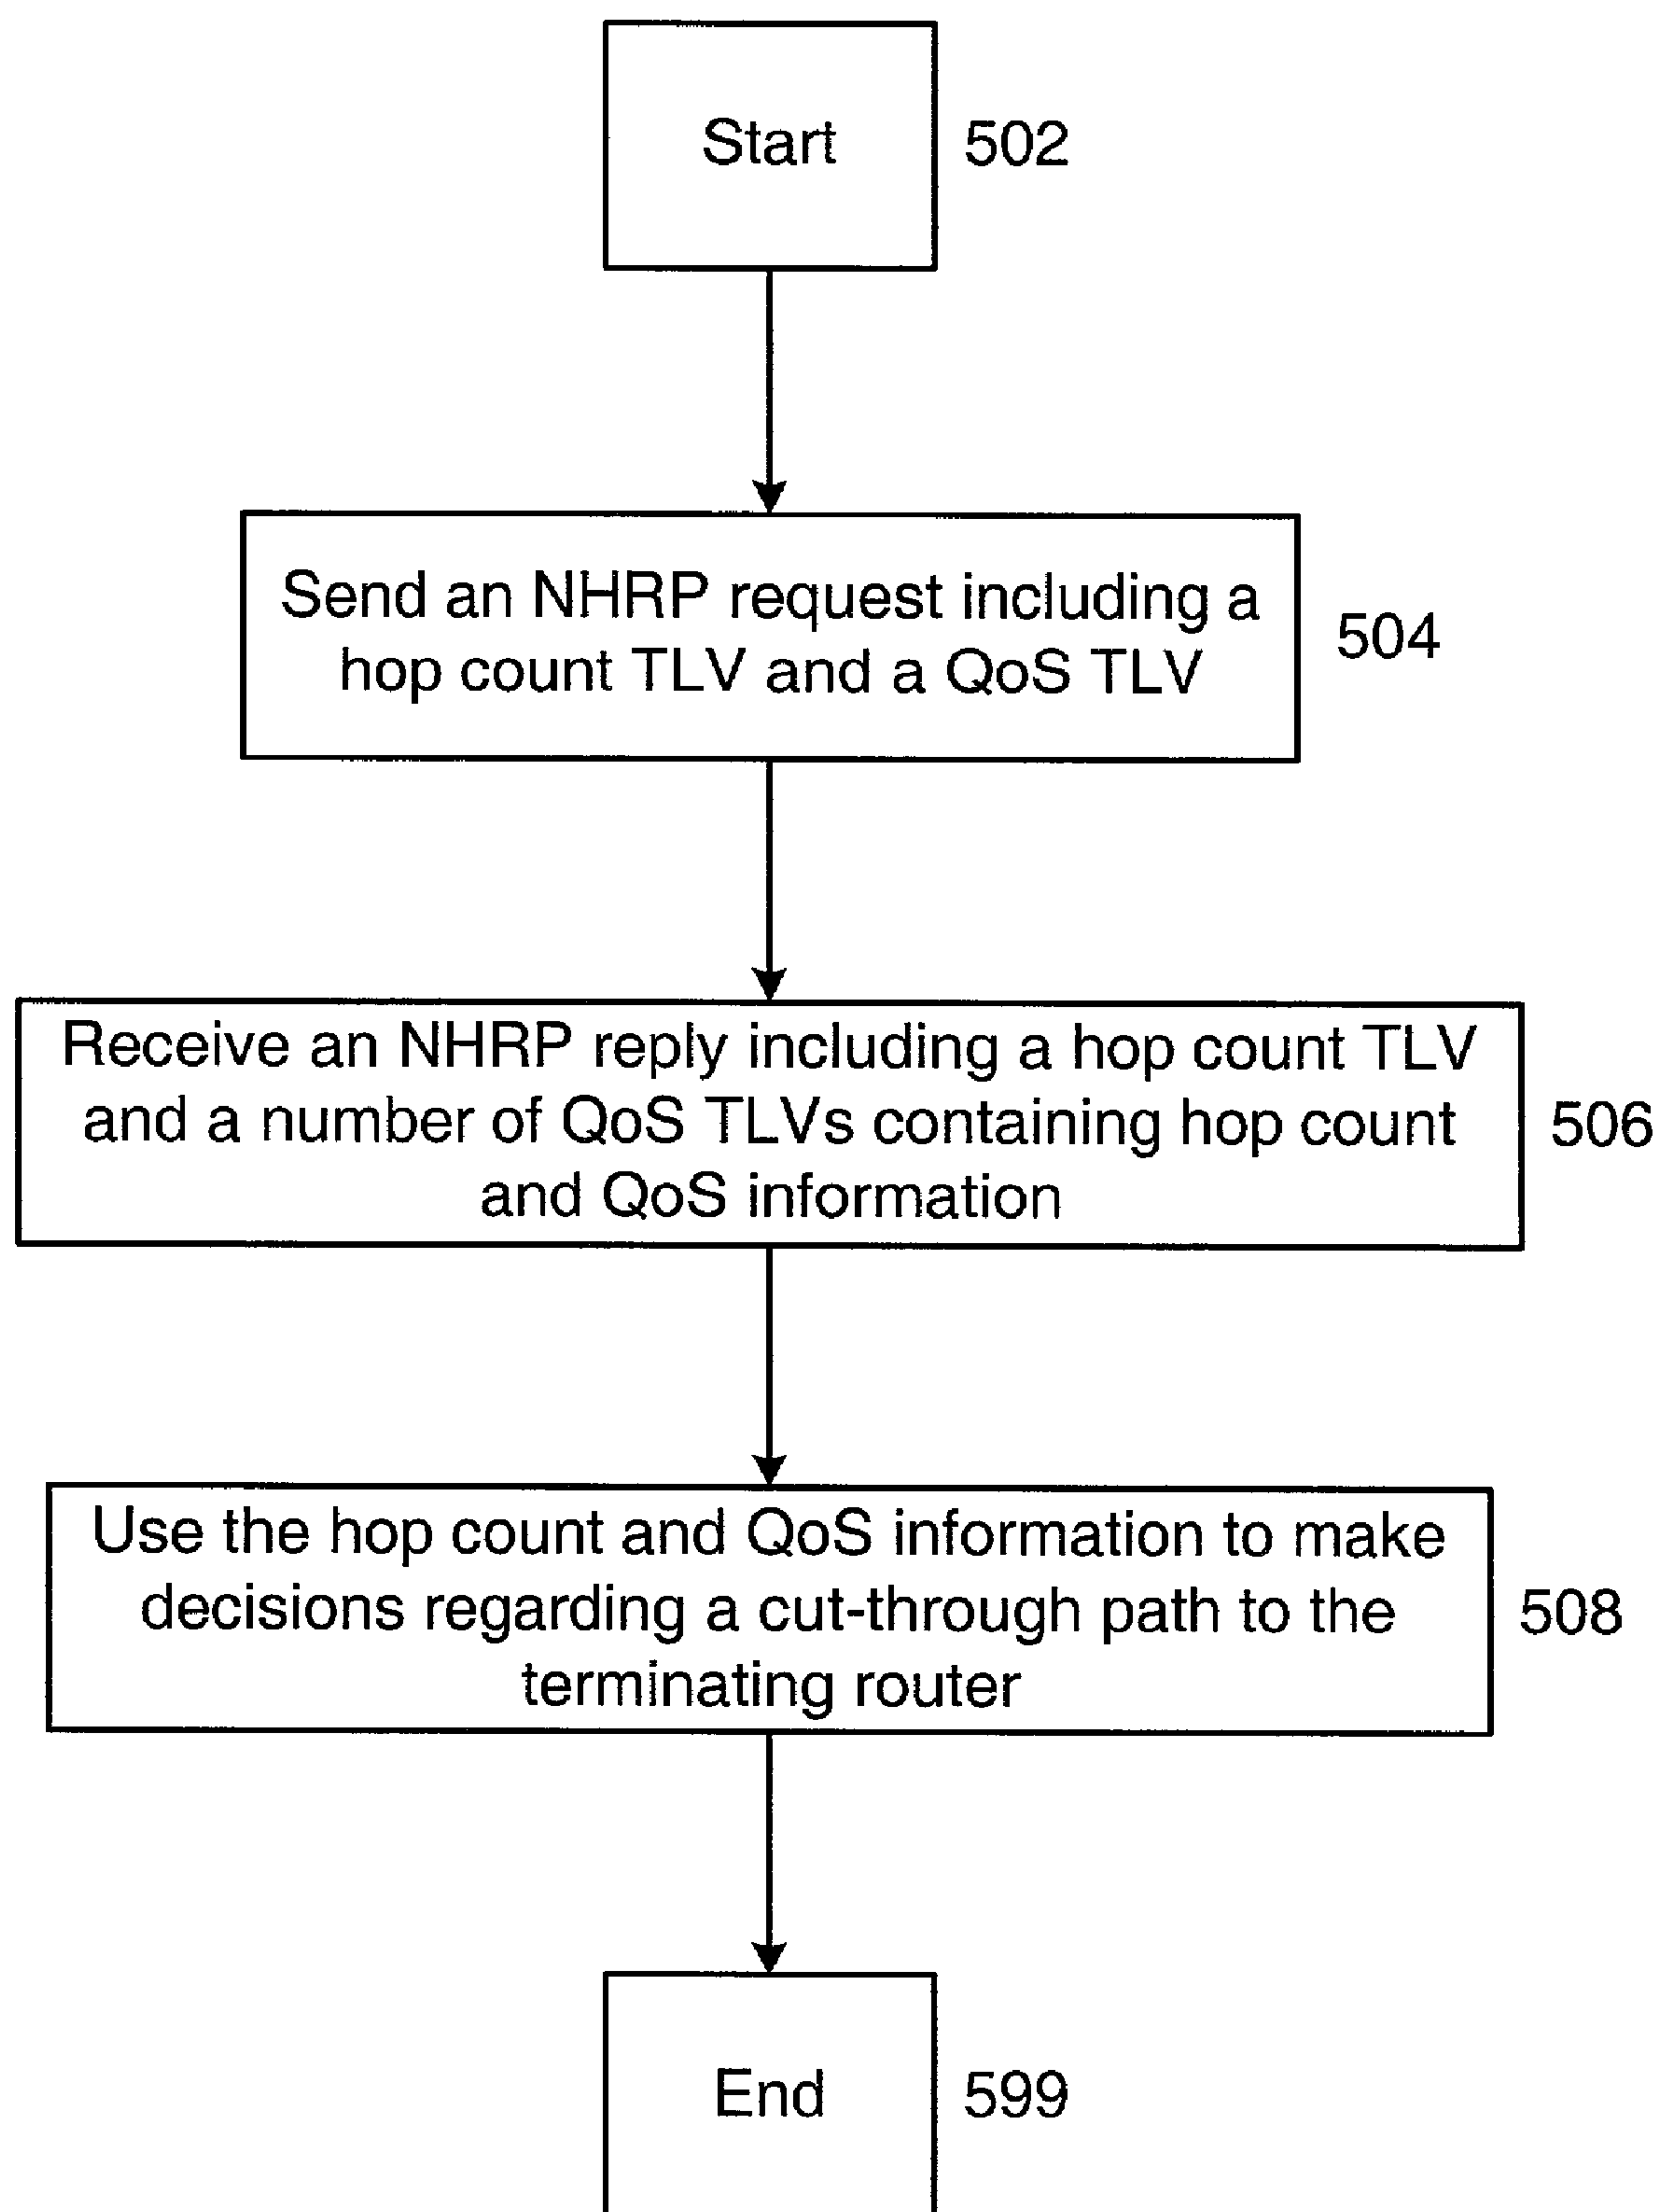 Start
502
Send an NHRP request including a
hop count TLV and a QoS TLV
504
Receive an NHRP reply including a hop count TLV
and a number of QoS TLVs containing hop count
and QoS information
506
Use the hop count and QoS information to make
decisions regarding a cut-through path to the
terminating router
508
End
599